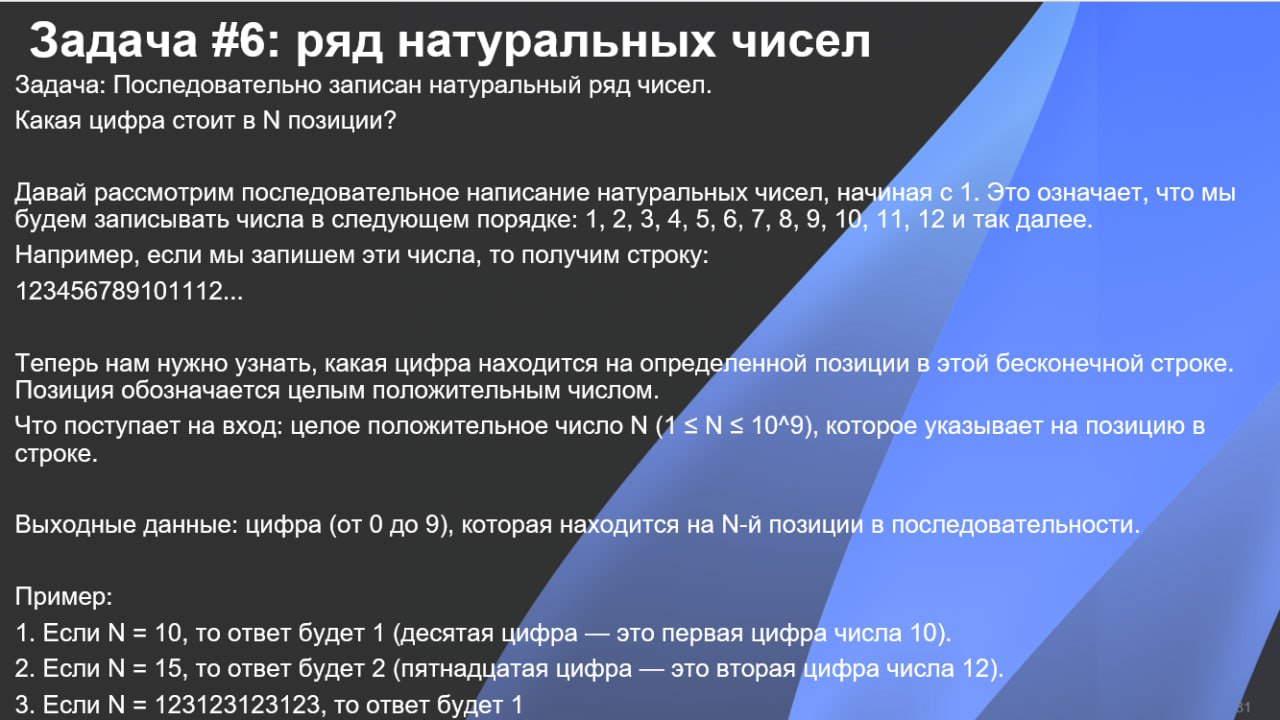 Задача #6: ряд натуральных чисел
Задача: Последовательно записан натуральный ряд чисел.
Какая цифра стоит в N позиции?
Давай рассмотрим последовательное написание натуральных чисел, начиная с 1. Это означает, что мы
будем записывать числа в следующем порядке: 1, 2, 3, 4, 5, 6, 7, 8, 9, 10, 11, 12 и так далее.
Например, если мы запишем эти числа, то получим строку:
123456789101112...
Теперь нам нужно узнать, какая цифра находится на определенной позиции в этой бесконечной строке.
Позиция обозначается целым положительным числом.
Что поступает на вход: целое положительное число N (1 ≤ N ≤ 10^9), которое указывает на позицию в
строке.
Выходные данные: цифра (от 0 до 9), которая находится на N-й позиции в последовательности.
Пример:
1. Если N = 10, то ответ будет 1 (десятая цифра — это первая цифра числа 10).
2. Если N = 15, то ответ будет 2 (пятнадцатая цифра — это вторая цифра числа 12).
3. Если N = 123123123123, то ответ будет 1